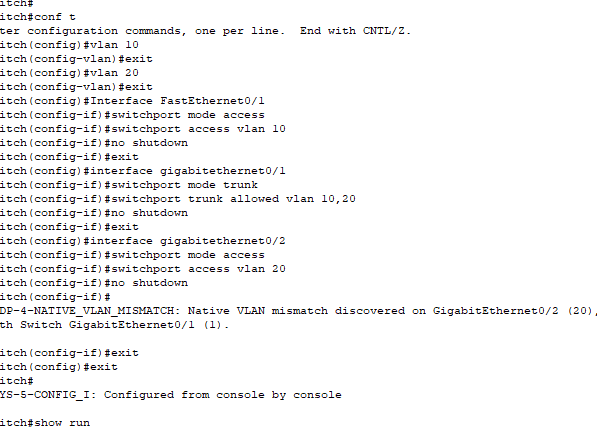 itch#
itch#conf t
ter configuration commands, one per line.  End with CNTL/Z.
itch(config)#vlan 10
itch(config-vlan)#exit
itch(config)#vlan 20
itch(config-vlan)#exit
itch(config)#Interface FastEthernet0/1
itch(config-if)#switchport mode access
itch(config-if)#switchport access vlan 10
itch(config-if)#no shutdown
itch(config-if)#exit
itch(config)#interface gigabitethernet0/1
itch(config-if)#switchport mode trunk
itch(config-if)#switchport trunk allowed vlan 10,20
itch(config-if)#no shutdown
itch(config-if)#exit
itch(config)#interface gigabitethernet0/2
itch(config-if)#switchport mode access
itch(config-if)#switchport access vlan 20
itch(config-if)#no shutdown
itch(config-if)#
DP-4-NATIVE_VLAN_MISMATCH: Native VLAN mismatch discovered on GigabitEthernet0/2 (20),
th Switch GigabitEthernet0/1 (1).
itch(config-if)#exit
itch(config)#exit
itch#
YS-5-CONFIG_I: Configured from console by console
itch#show run